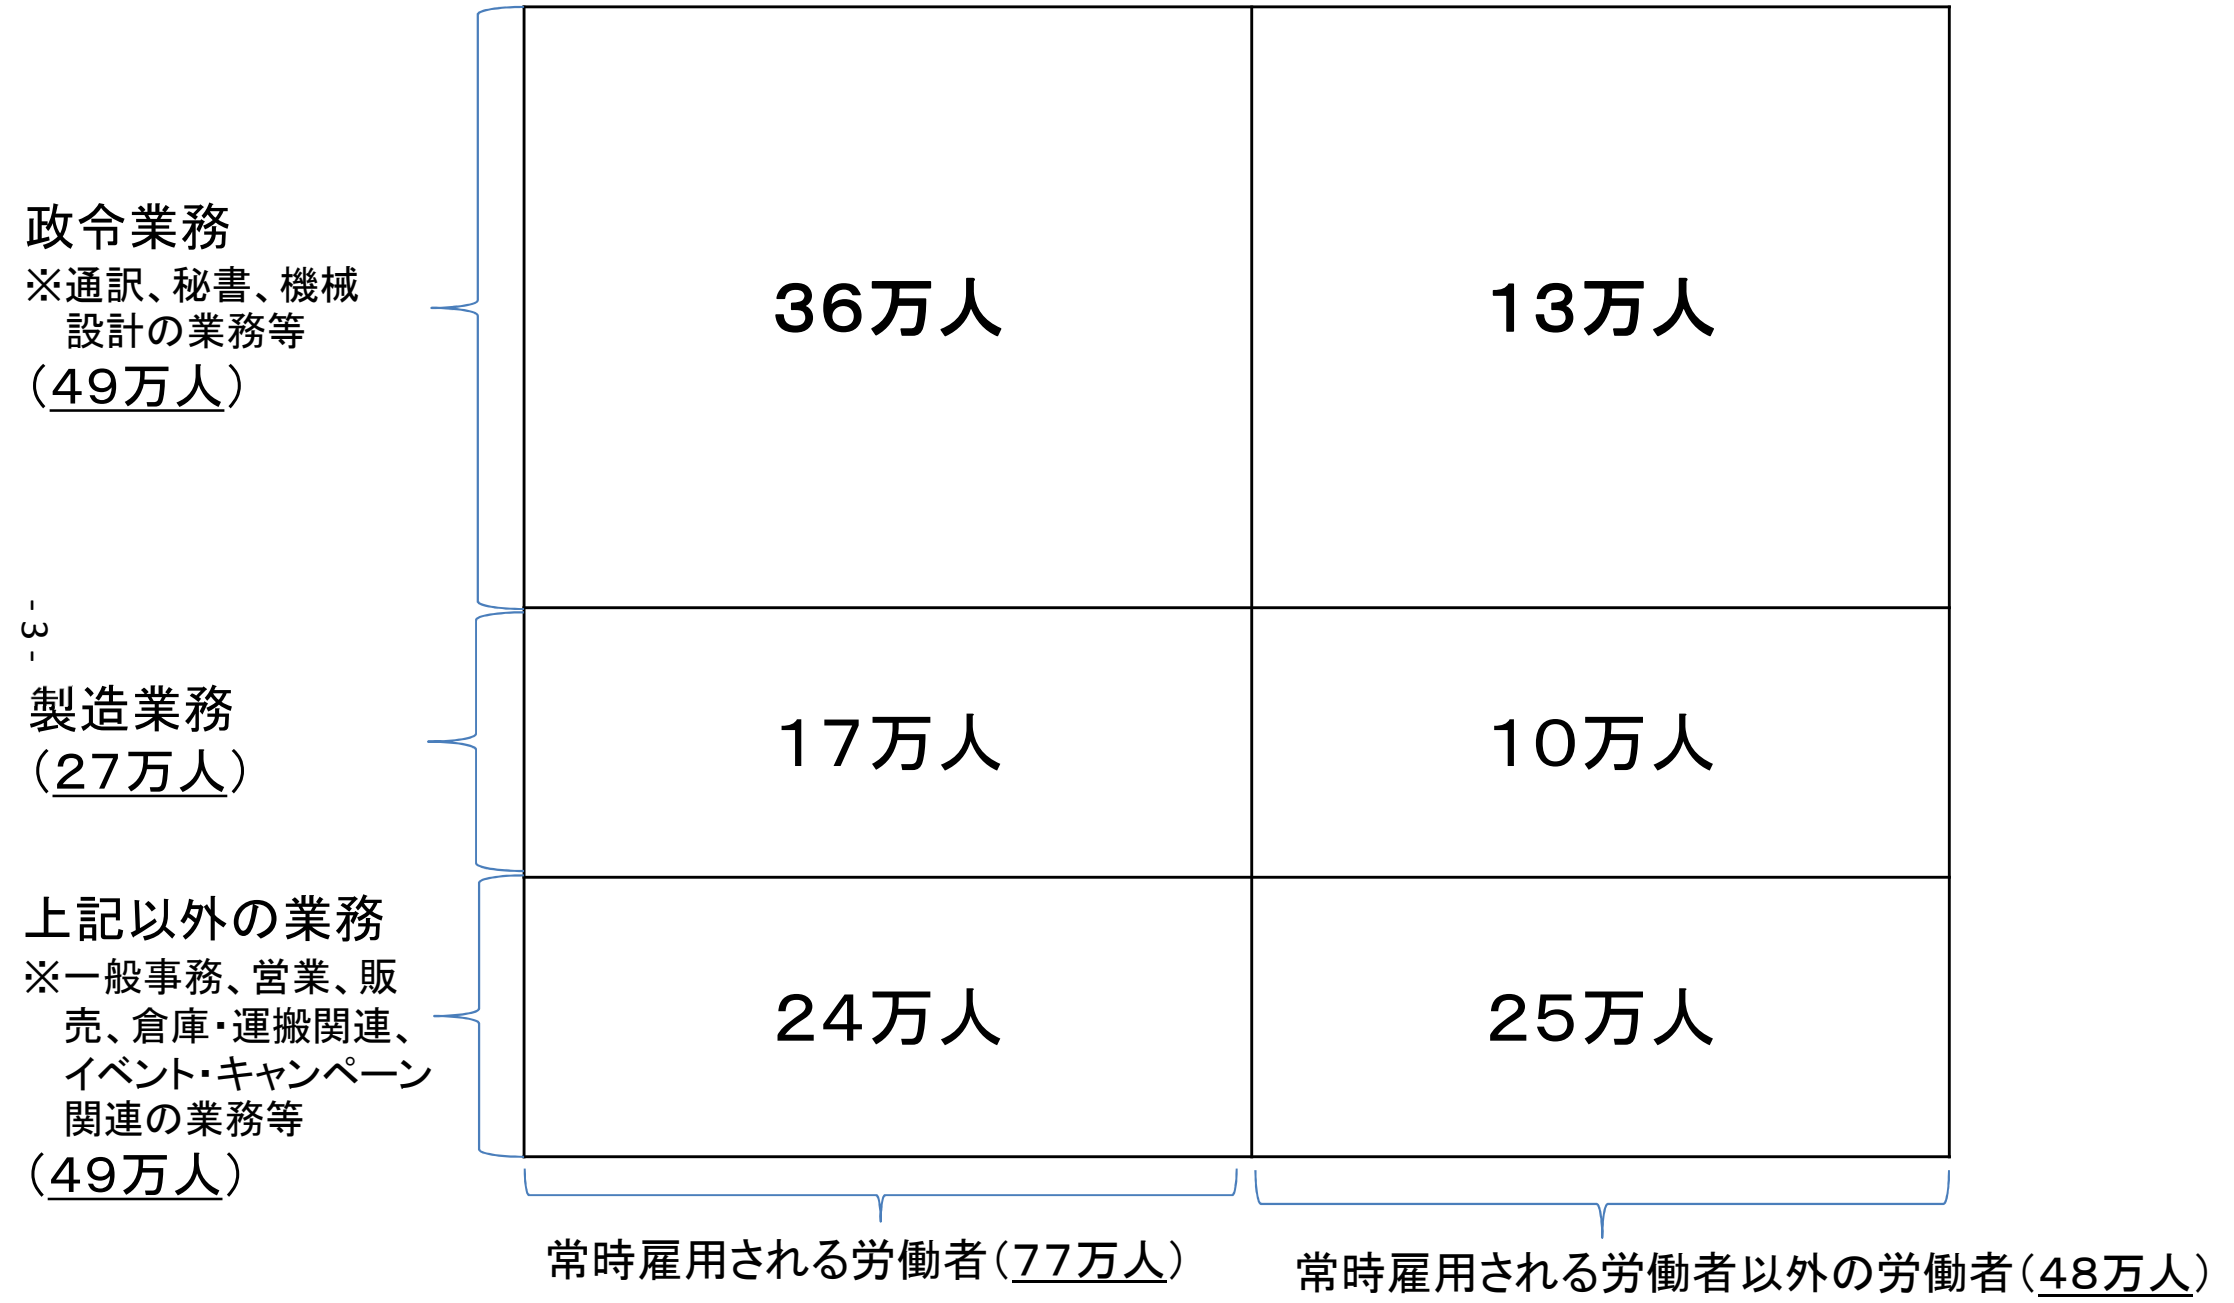 政令業務
※通訳、秘書、機械
設計の業務等
（４９万人）
３６万人
１３万人
- 3 -
製造業務
（２７万人）
１７万人
１０万人
上記以外の業務
※一般事務、営業、販
売、倉庫・運搬関連、
イベント・キャンペーン
関連の業務等
（４９万人）
２４万人
２５万人
常時雇用される労働者（７７万人）
常時雇用される労働者以外の労働者（４８万人）